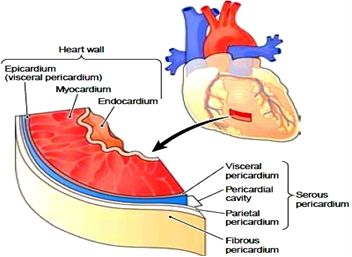 Heart wall
Epicardium
(visceral pericardium)
Myocardium
Endocardium
Visceral
pericardium
Pericardial
cavity
Parietal
pericardium
Serous
pericardium
Fibrous
pericardium